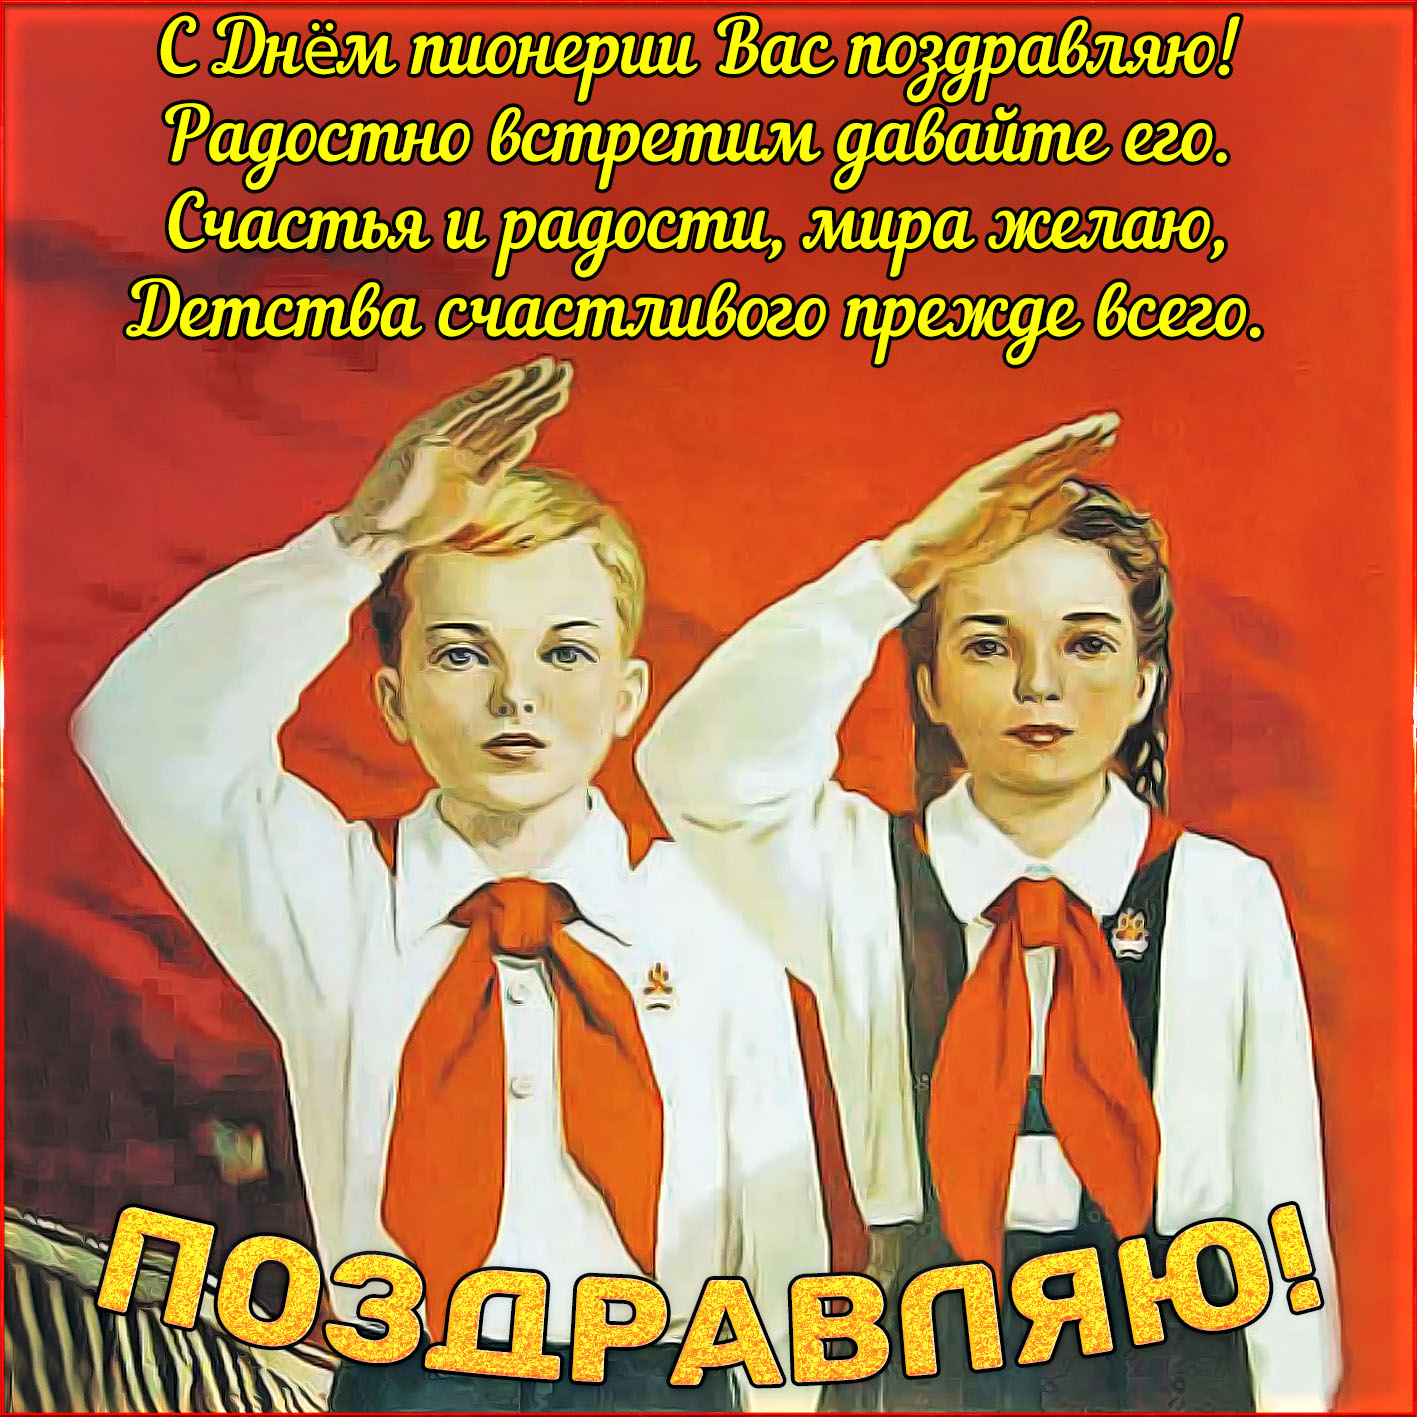 С Днём пионерии Вас поздравляю!
Радостно встретим давайте его.
Счастья и радости, мира желаю,
Детства счастливого прежде всего.
ПОЗДРАВЛЯЮ!